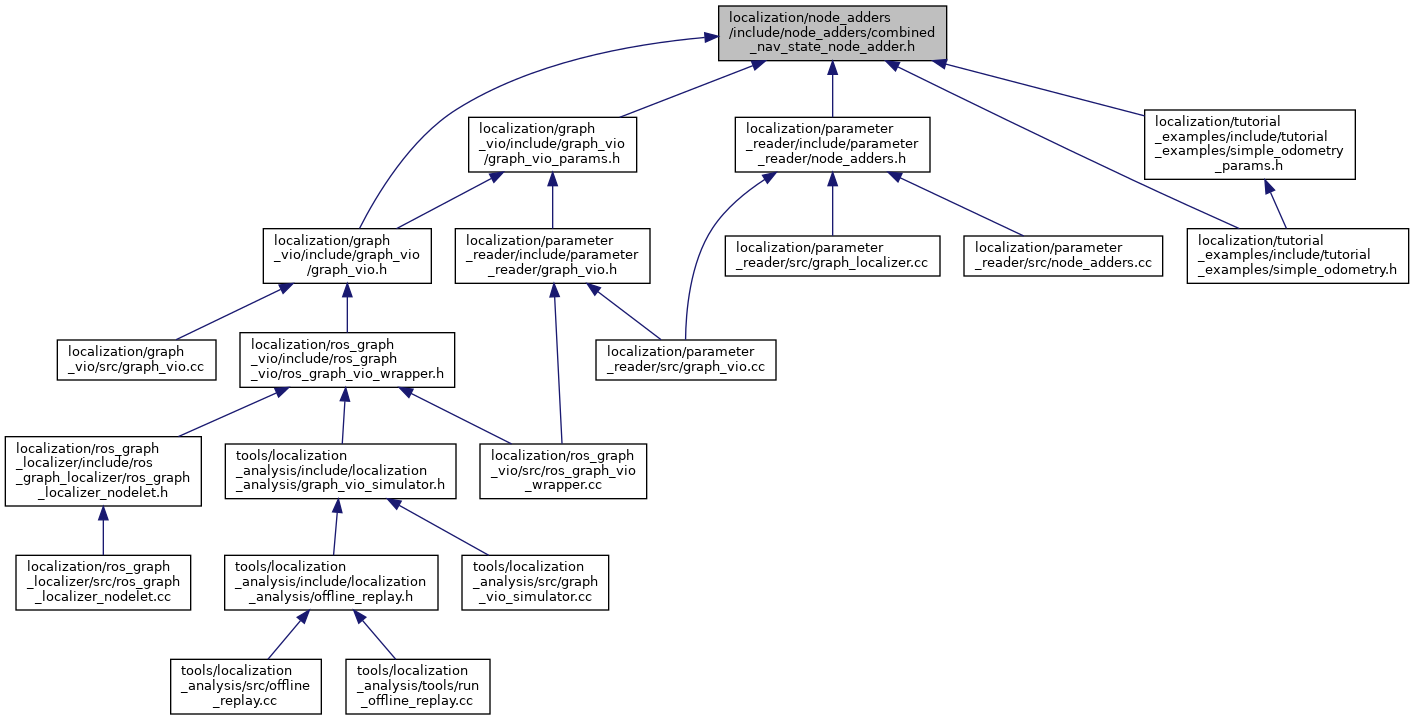 localization/node_adders
/include/node_adders/combined
_nav_state_node_adder.h
localization/graph
_vio/include/graph_vio
/graph_vio_params.h
localization/parameter
_reader/include/parameter
_reader/node_adders.h
localization/tutorial
_examples/include/tutorial
_examples/simple_odometry
_params.h
localization/graph
_vio/include/graph_vio
/graph_vio.h
localization/parameter
_reader/include/parameter
_reader/graph_vio.h
localization/parameter
_reader/src/graph_localizer.cc
localization/parameter
_reader/src/node_adders.cc
localization/tutorial
_examples/include/tutorial
_examples/simple_odometry.h
localization/graph
_vio/src/graph_vio.cc
localization/ros_graph
_vio/include/ros_graph
_vio/ros_graph_vio_wrapper.h
localization/parameter
_reader/src/graph_vio.cc
localization/ros_graph
_localizer/include/ros
_graph_localizer/ros_graph
_localizer_nodelet.h
tools/localization
_analysis/include/localization
_analysis/graph_vio_simulator.h
localization/ros_graph
_vio/src/ros_graph_vio
_wrapper.cc
localization/ros_graph
_localizer/src/ros_graph
_localizer_nodelet.cc
tools/localization
_analysis/include/localization
_analysis/offline_replay.h
tools/localization
_analysis/src/graph
_vio_simulator.cc
tools/localization
_analysis/src/offline
_replay.cc
tools/localization
_analysis/tools/run
_offline_replay.cc